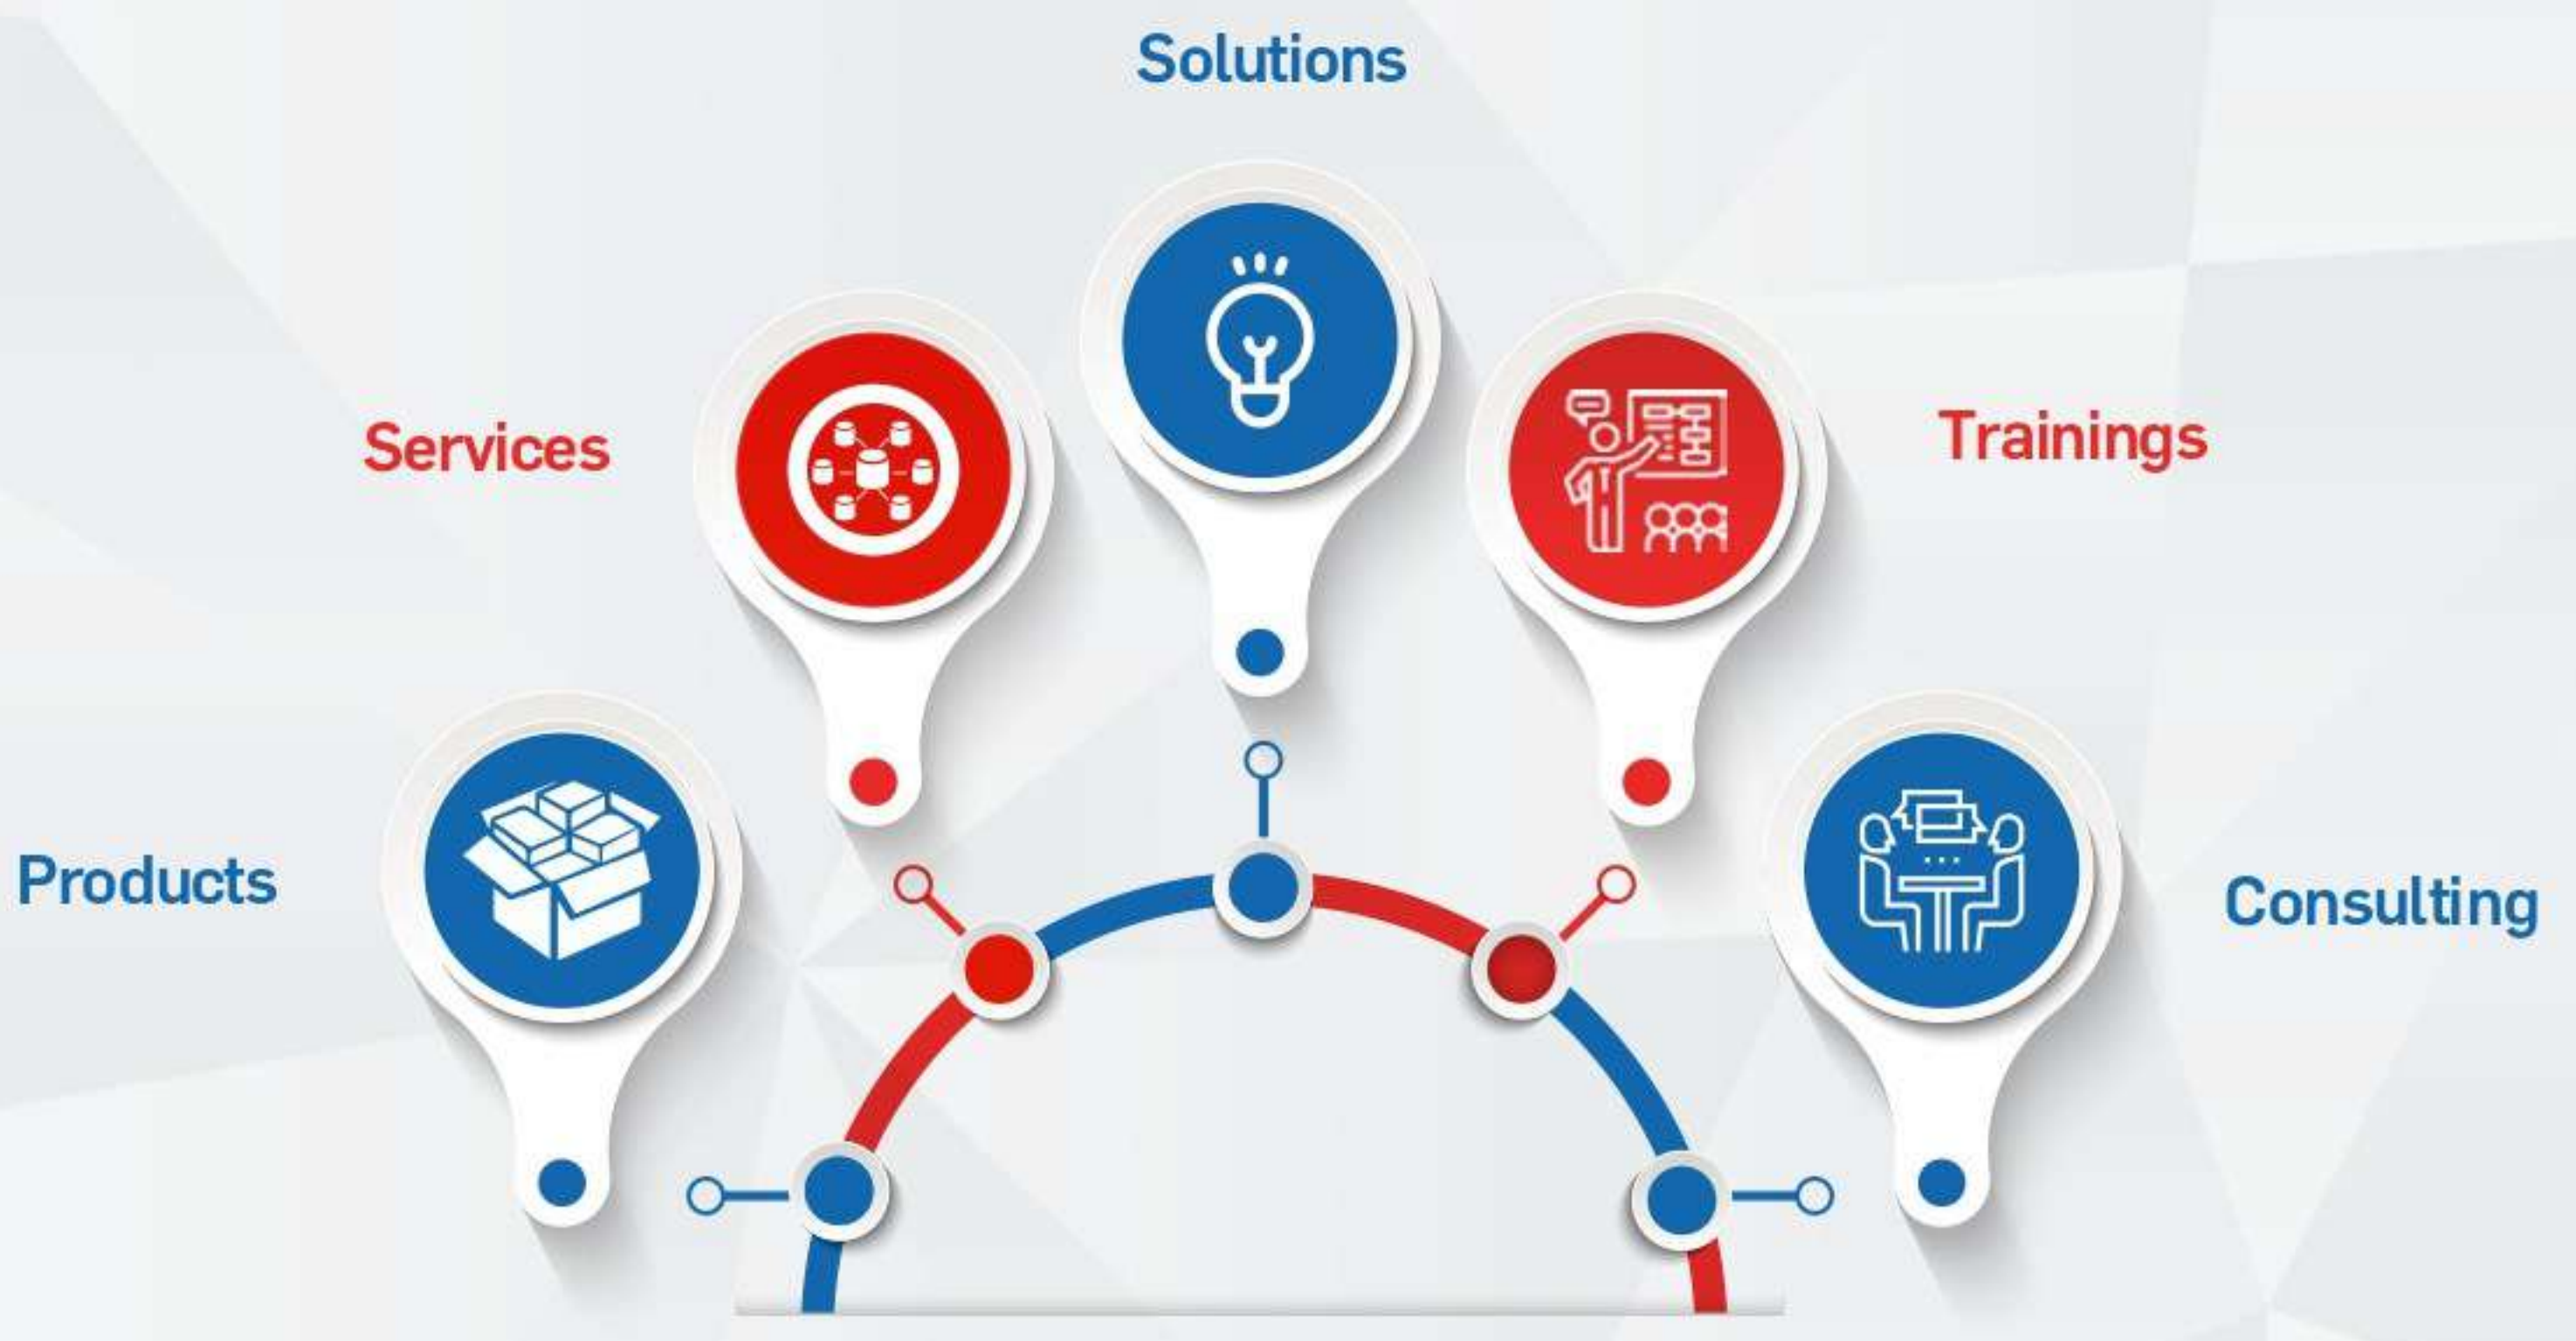 Solutions
Services
Trainings
Products
Consulting